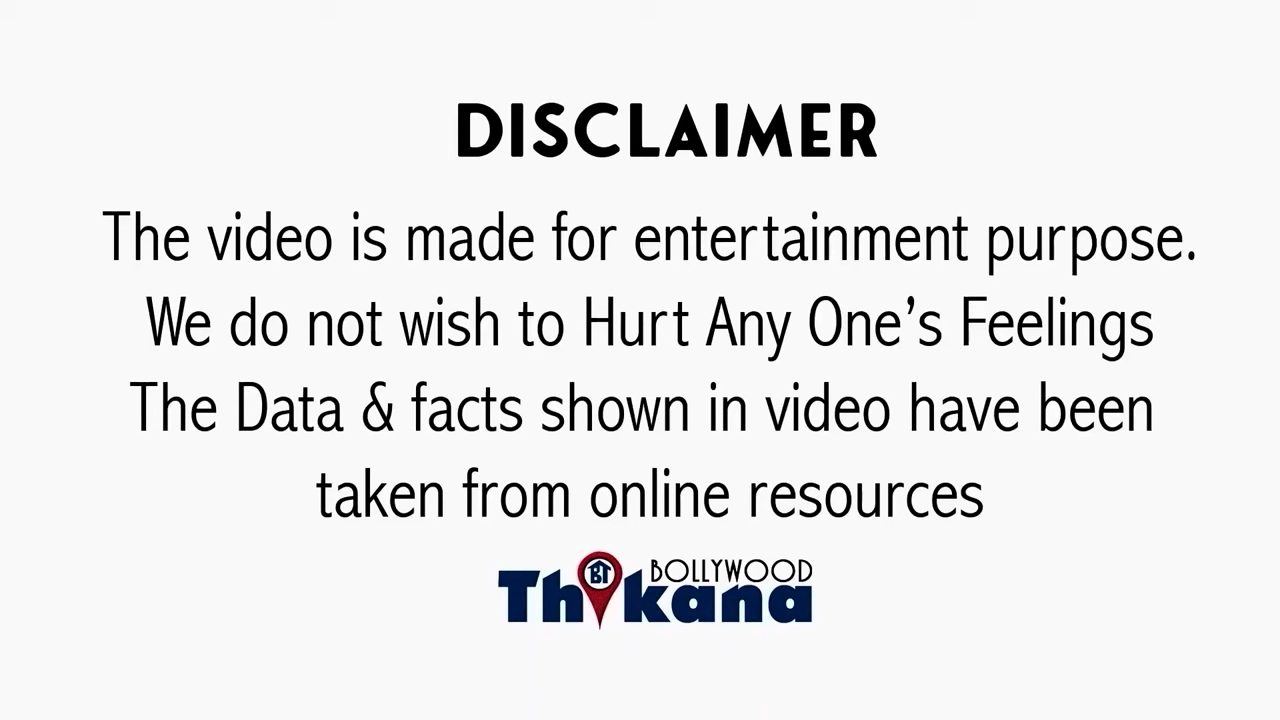 DISCLAIMER
The video is made for entertainment purpose.
We do not wish to Hurt Any One's Feelings
The Data & facts shown in video have been
taken from online resources
BT
BOLLYWOOD
Thikana